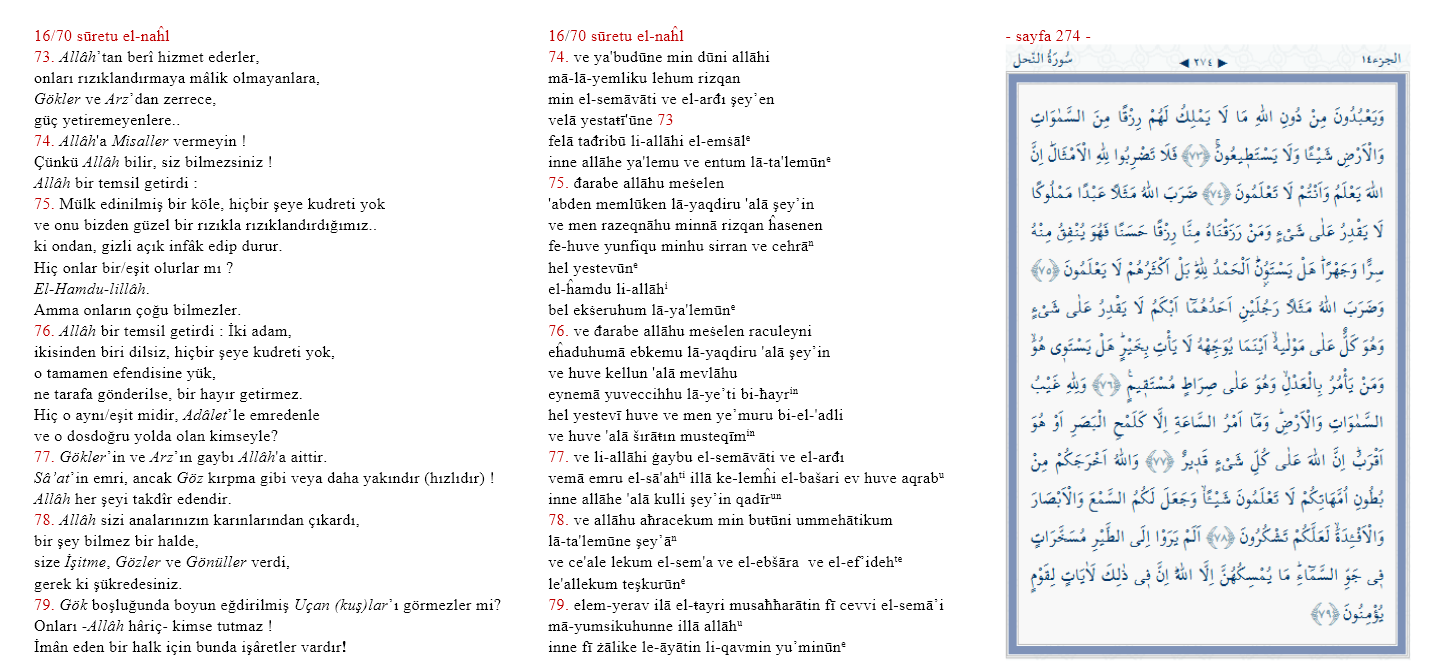 16/70 sūretu el-naĥl
73. Allâh’tan berî hizmet ederler,
onları rızıklandırmaya mâlik olmayanlara,
Gökler ve Arz’dan zerrece,
güç yetiremeyenlere..
74. Allâh'a Misaller vermeyin !
Çünkü Allâh bilir, siz bilmezsiniz !
Allâh bir temsil getirdi :
75. Mülk edinilmiş bir köle, hiçbir şeye kudreti yok
ve onu bizden güzel bir rızıkla rızıklandırdığımız..
ki ondan, gizli açık infâk edip durur.
Hiç onlar bir/eşit olurlar mı ?
El-Hamdu-lillâh.
Amma onların çoğu bilmezler.
76. Allâh bir temsil getirdi : İki adam,
ikisinden biri dilsiz, hiçbir şeye kudreti yok,
o tamamen efendisine yük,
ne tarafa gönderilse, bir hayır getirmez.
Hiç o aynı/eşit midir, Adâlet’le emredenle
ve o dosdoğru yolda olan kimseyle?
77. Gökler’in ve Arz’ın gaybı Allâh'a aittir.
Sâ’at’in emri, ancak Göz kırpma gibi veya daha yakındır (hızlıdır) !
Allâh her şeyi takdîr edendir.
78. Allâh sizi analarınızın karınlarından çıkardı,
bir şey bilmez bir halde,
size İşitme, Gözler ve Gönüller verdi,
gerek ki şükredesiniz.
79. Gök boşluğunda boyun eğdirilmiş Uçan (kuş)lar’ı görmezler mi?
Onları -Allâh hâriç- kimse tutmaz !
İmân eden bir halk için bunda işâretler vardır!
16/70 sūretu el-naĥl
74. ve ya'budūne min dūni allāhi
mā-lā-yemliku lehum rizqan
min el-semāvāti ve el-arđı şey’en
velā yestaŧī'ūne 73
felā tađribū li-allāhi el-emśālᵉ
inne allāhe ya'lemu ve entum lā-ta'lemūnᵉ
75. đarabe allāhu meśelen
'abden memlūken lā-yaqdiru 'alā şey’in
ve men razeqnāhu minnā rizqan ĥasenen
fe-huve yunfiqu minhu sirran ve cehrāⁿ
hel yestevūnᵉ
el-ĥamdu li-allāhⁱ
bel ekśeruhum lā-ya'lemūnᵉ
76. ve đarabe allāhu meśelen raculeyni
eĥaduhumā ebkemu lā-yaqdiru 'alā şey’in
ve huve kellun 'alā mevlāhu
eynemā yuveccihhu lā-ye’ti bi-ħayrⁱⁿ
hel yestevī huve ve men ye’muru bi-el-'adli
ve huve 'alā šırāŧın musteqīmⁱⁿ
77. ve li-allāhi ġaybu el-semāvāti ve el-arđı
vemā emru el-sā'ahᵗⁱ illā ke-lemĥi el-bašari ev huve aqrabᵘ
inne allāhe 'alā kulli şey’in qadīrᵘⁿ
78. ve allāhu aħracekum min buŧūni ummehātikum
lā-ta'lemūne şey’āⁿ
ve ce'ale lekum el-sem'a ve el-ebšāra ve el-ef’idehᵗᵉ
le'allekum teşkurūnᵉ
79. elem-yerav ilā el-ŧayri musaħħarātin fī cevvi el-semā’i
mā-yumsikuhunne illā allāhᵘ
inne fī żālike le-āyātin li-qavmin yu’minūnᵉ
- sayfa 274 -
الجزء١٤ ◀ ٢٧٤ ▶ سُورَةُ النَّحل
وَيَعْبُدُونَ مِنْ دُونِ اللّٰهِ مَا لَا يَمْلِكُ لَهُمْ رِزْقًا مِنَ السَّمٰوَاتِ
وَالْاَرْضِ شَيْـًٔا وَلَا يَسْتَط۪يعُونَۚ ﴿٧٣﴾ فَلَا تَضْرِبُوا لِلّٰهِ الْاَمْثَالَۜ اِنَّ
اللّٰهَ يَعْلَمُ وَاَنْتُمْ لَا تَعْلَمُونَ ﴿٧٤﴾ ضَرَبَ اللّٰهُ مَثَلًا عَبْدًا مَمْلُوكًا
لَا يَقْدِرُ عَلٰى شَيْءٍ وَمَنْ رَزَقْنَاهُ مِنَّا رِزْقًا حَسَنًا فَهُوَ يُنْفِقُ مِنْهُ
سِرًّا وَجَهْرًاۜ هَلْ يَسْتَوُ۫نَۜ اَلْحَمْدُ لِلّٰهِۜ بَلْ اَكْثَرُهُمْ لَا يَعْلَمُونَ ﴿٧٥﴾
وَضَرَبَ اللّٰهُ مَثَلًا رَجُلَيْنِ اَحَدُهُمَٓا اَبْكَمُ لَا يَقْدِرُ عَلٰى شَيْءٍ
وَهُوَ كَلٌّ عَلٰى مَوْلٰيهُۙ اَيْنَمَا يُوَجِّهْهُ لَا يَأْتِ بِخَيْرٍۜ هَلْ يَسْتَو۪ي هُوَۙ
وَمَنْ يَأْمُرُ بِالْعَدْلِۙ وَهُوَ عَلٰى صِرَاطٍ مُسْتَق۪يمٍ۟ ﴿٧٦﴾ وَلِلّٰهِ غَيْبُ
السَّمٰوَاتِ وَالْاَرْضِۜ وَمَٓا اَمْرُ السَّاعَةِ اِلَّا كَلَمْحِ الْبَصَرِ اَوْ هُوَ
اَقْرَبُۜ اِنَّ اللّٰهَ عَلٰى كُلِّ شَيْءٍ قَد۪يرٌ ﴿٧٧﴾ وَاللّٰهُ اَخْرَجَكُمْ مِنْ
بُطُونِ اُمَّهَاتِكُمْ لَا تَعْلَمُونَ شَيْـًٔاۙ وَجَعَلَ لَكُمُ السَّمْعَ وَالْاَبْصَارَ
وَالْاَفْـِٔدَةَۙ لَعَلَّكُمْ تَشْكُرُونَ ﴿٧٨﴾ اَلَمْ يَرَوْا اِلَى الطَّيْرِ مُسَخَّرَاتٍ
ف۪ي جَوِّ السَّمَٓاءِۜ مَا يُمْسِكُهُنَّ اِلَّا اللّٰهُۜ اِنَّ ف۪ي ذٰلِكَ لَاٰيَاتٍ لِقَوْمٍ
يُؤْمِنُونَ ﴿٧٩﴾